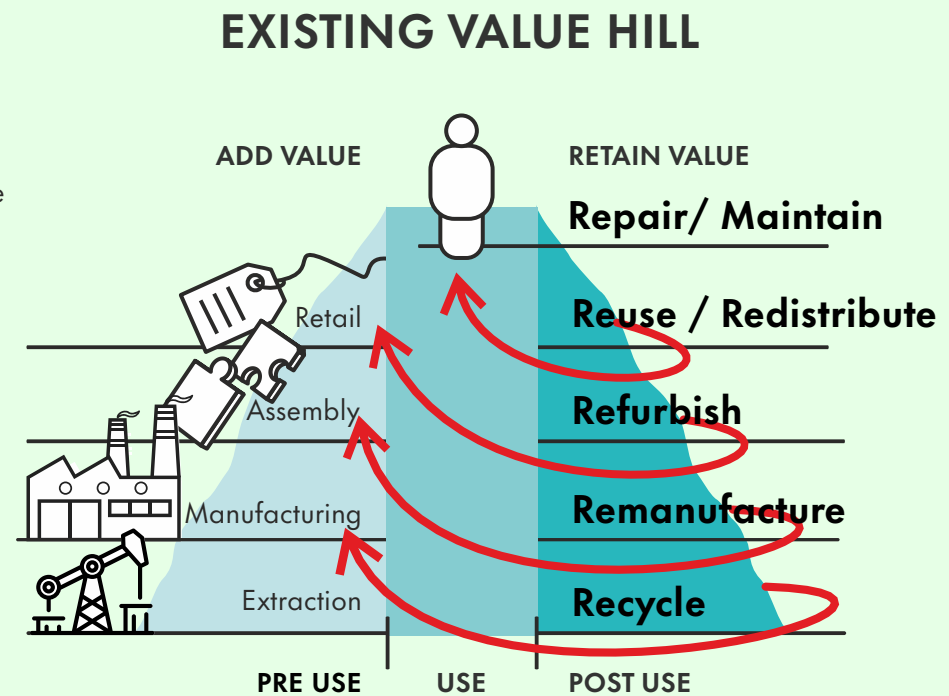 EXISTING VALUE HILL
ADD VALUE
RETAIN VALUE
Repair/ Maintain
Retail
Reuse / Redistribute
Assembly
Refurbish
Manufacturing
Remanufacture
Extraction
Recycle
PRE USE
USE
POST USE